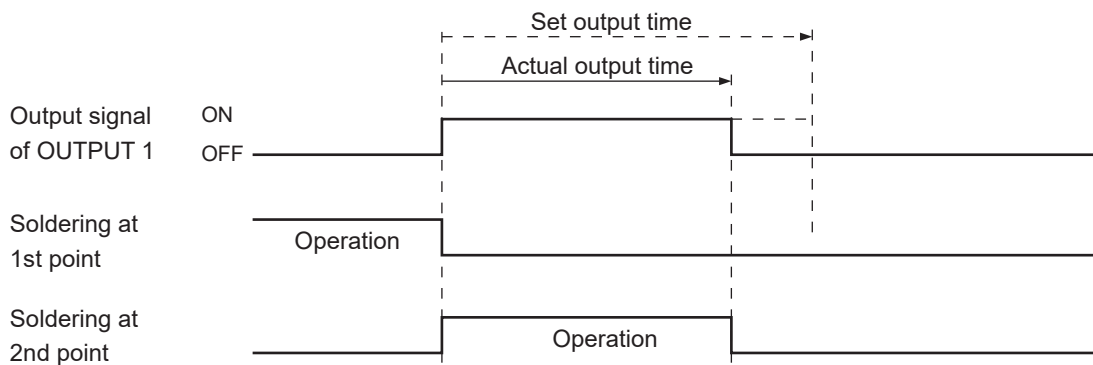 Set output time
Actual output time
Output signal
of OUTPUT 1
ON
OFF
Soldering at
1st point
Operation
Soldering at
2nd point
Operation